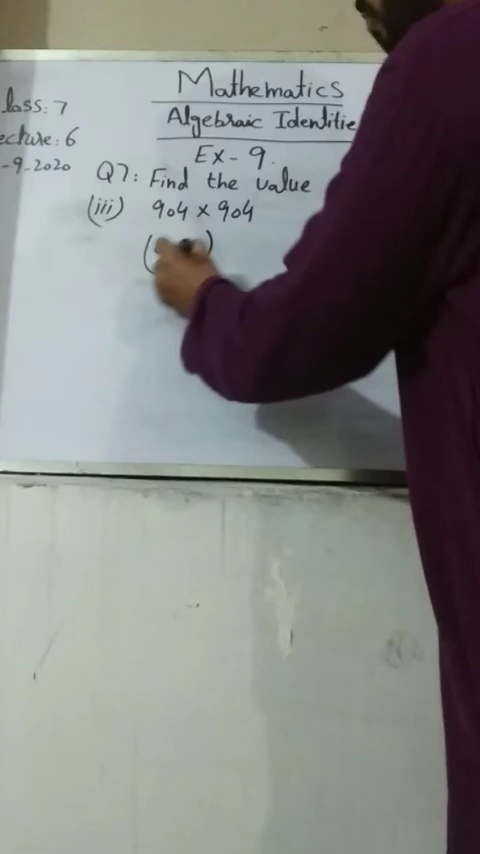 Mathematics
Algebraic Identitie
Ex-9.
lass: 7
ecture: 6
-9-2020
Q7: Find the value
(iii) 904 × 904
( )